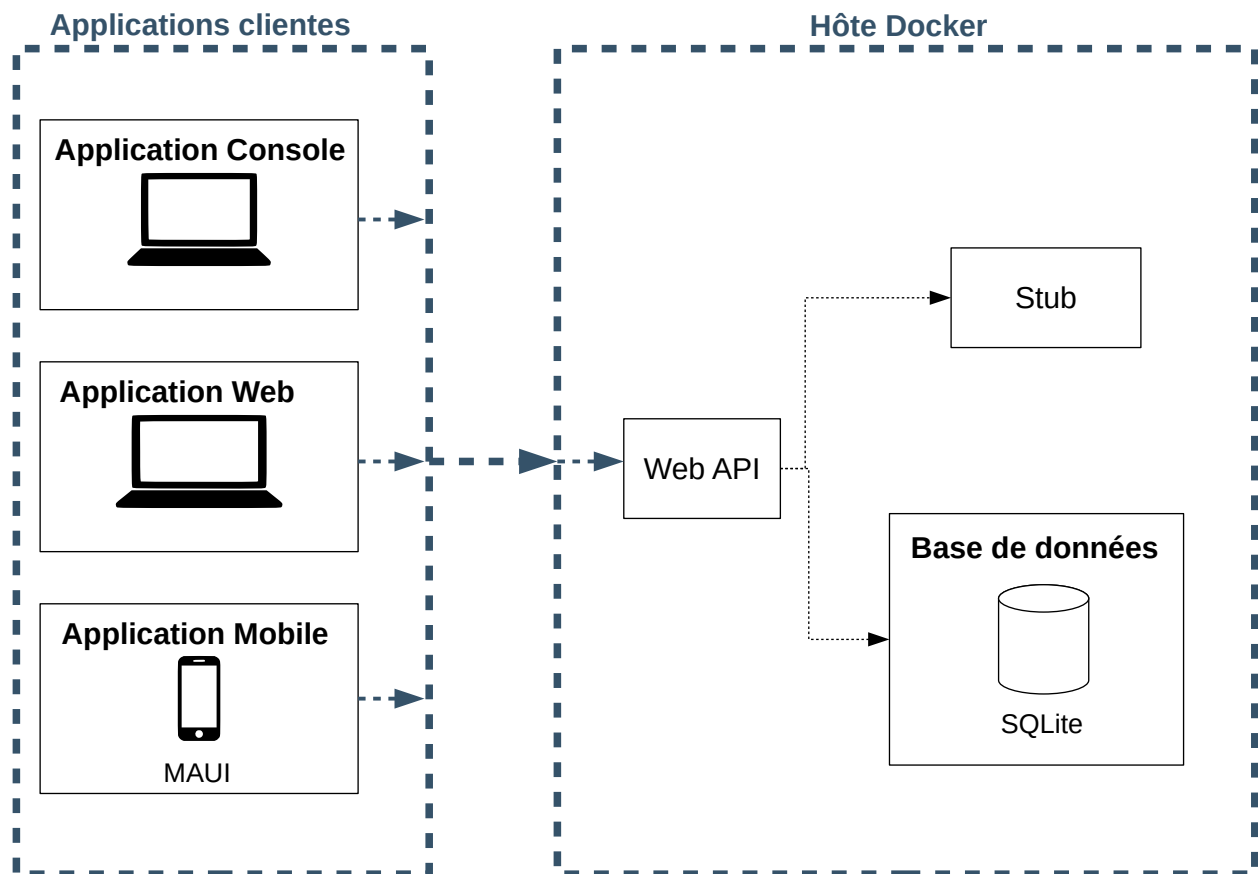 Applications clientes
Hôte Docker
Application Console
Application Web
Application Mobile
MAUI
Web API
Stub
Base de données
SQLite